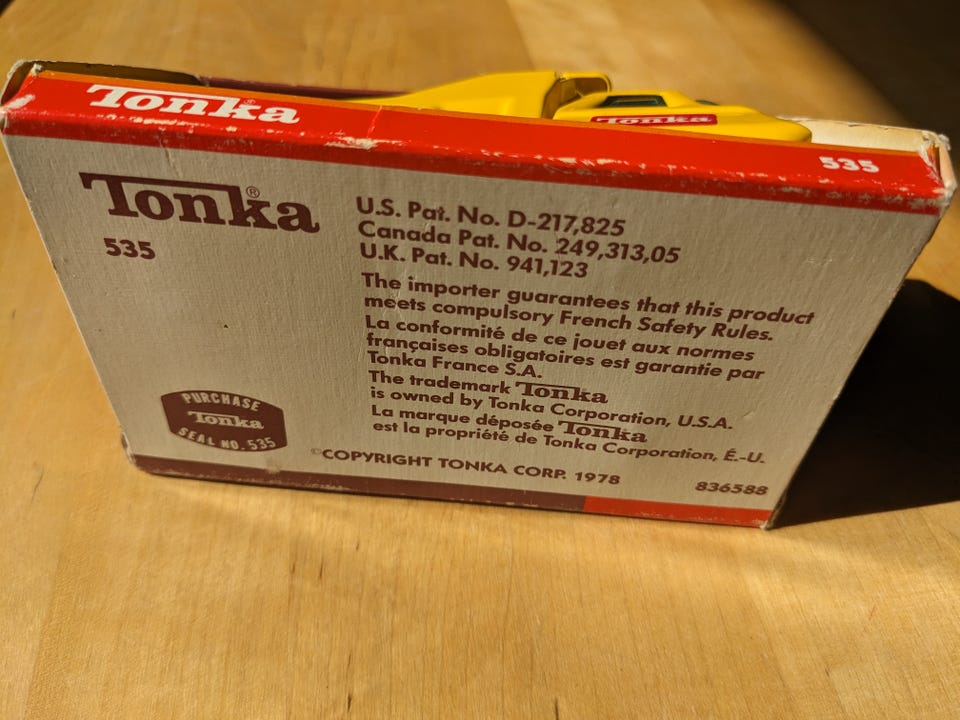 Tonka®
Tonka
535
Tonka®
535
U.S. Pat. No. D-217,825
Canada Pat. No. 249,313,05
U.K. Pat. No. 941,123
The importer guarantees that this product
meets compulsory French Safety Rules.
La conformité de ce jouet aux normes
françaises obligatoires est garantie par
Tonka France S.A.
The trademark Tonka
is owned by Tonka Corporation, U.S.A.
La marque déposée Tonka
est la propriété de Tonka Corporation, É.-U.
PURCHASE
Tonka
SEAL NO. 535
©COPYRIGHT TONKA CORP. 1978
836588